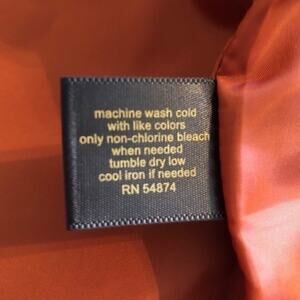 machine wash cold
with like colors
only non-chlorine bleach
when needed
tumble dry low
cool iron if needed
RN 54874